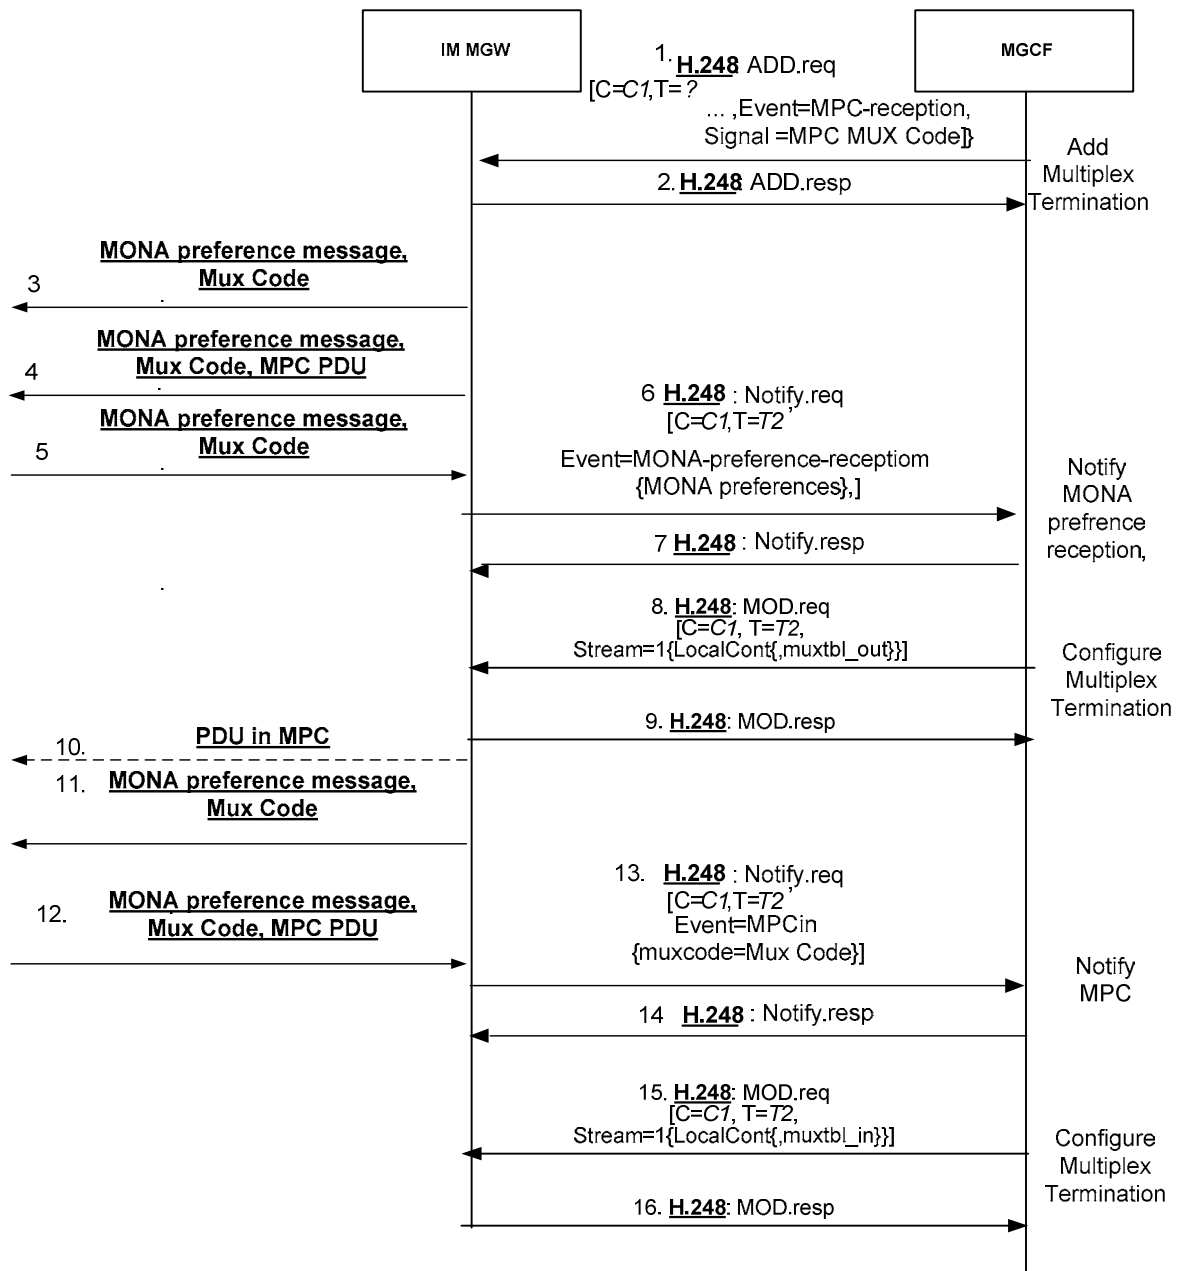 IM MGW
MGCF
1. H.248: ADD.req
[C=C1,T=?
... ,Event=MPC-reception,
Signal =MPC MUX Code]}
Add
Multiplex
Termination
2. H.248: ADD.resp
MONA preference message,
Mux Code
3
MONA preference message,
Mux Code, MPC PDU
4
MONA preference message,
Mux Code
5
6 H.248 : Notify.req
[C=C1,T=T2,
Event=MONA-preference-receptiom
{MONA preferences},]
Notify
MONA
prefrence
reception,
7 H.248 : Notify.resp
8. H.248: MOD.req
[C=C1, T=T2,
Stream=1{LocalCont{,muxtbl_out}}]
Configure
Multiplex
Termination
9. H.248: MOD.resp
10. PDU in MPC
11. MONA preference message,
Mux Code
12. MONA preference message,
Mux Code, MPC PDU
13. H.248 : Notify.req
[C=C1,T=T2,
Event=MPCin
{muxcode=Mux Code}]
Notify
MPC
14 H.248 : Notify.resp
15. H.248: MOD.req
[C=C1, T=T2,
Stream=1{LocalCont{,muxtbl_in}}]
Configure
Multiplex
Termination
16. H.248: MOD.resp